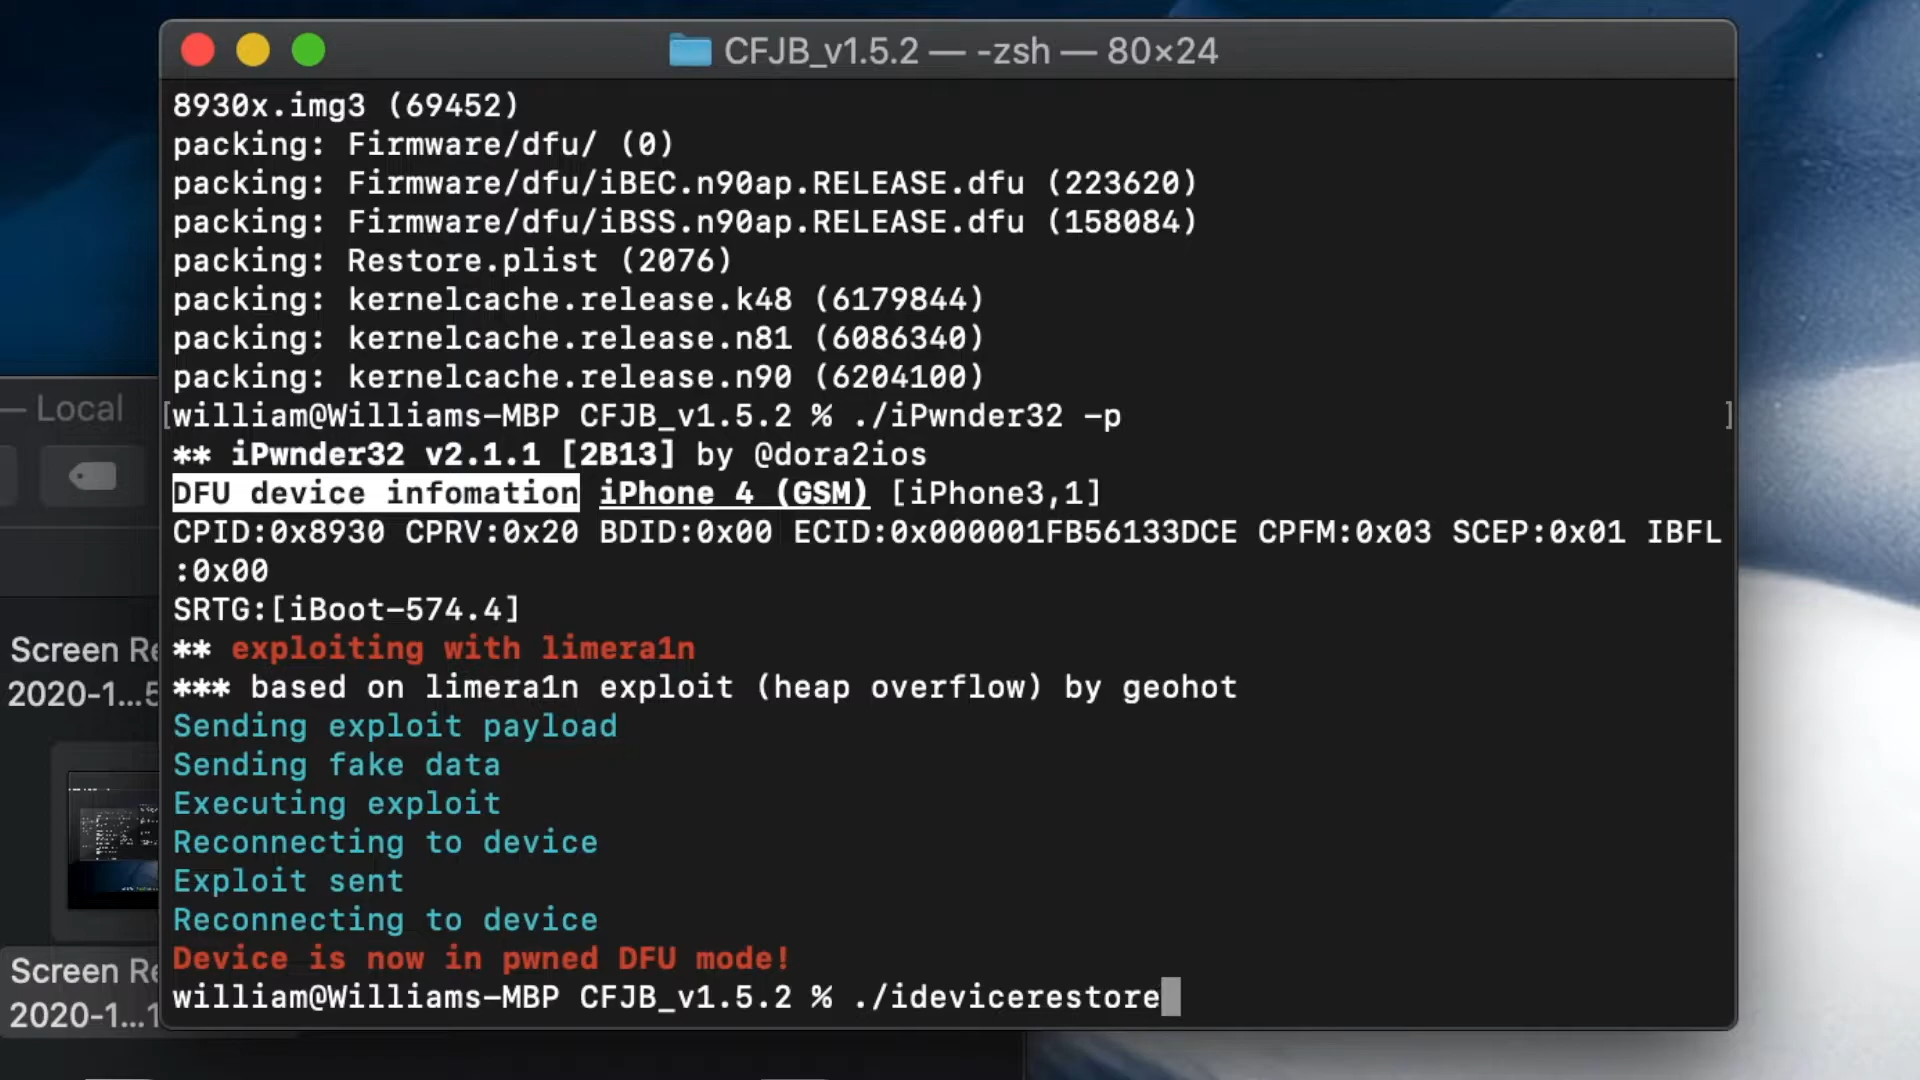 CFJB_v1.5.2 — -zsh — 80×24
8930x.img3 (69452)
packing: Firmware/dfu/ (0)
packing: Firmware/dfu/iBEC.n90ap.RELEASE.dfu (223620)
packing: Firmware/dfu/iBSS.n90ap.RELEASE.dfu (158084)
packing: Restore.plist (2076)
packing: kernelcache.release.k48 (6179844)
packing: kernelcache.release.n81 (6086340)
packing: kernelcache.release.n90 (6204100)
[william@Williams-MBP CFJB_v1.5.2 % ./iPwnder32 -p ]
** iPwnder32 v2.1.1 [2B13] by @dora2ios
DFU device infomation iPhone 4 (GSM) [iPhone3,1]
CPID:0x8930 CPRV:0x20 BDID:0x00 ECID:0x000001FB56133DCE CPFM:0x03 SCEP:0x01 IBFL
:0x00
SRTG:[iBoot-574.4]
** exploiting with limera1n
*** based on limera1n exploit (heap overflow) by geohot
Sending exploit payload
Sending fake data
Executing exploit
Reconnecting to device
Exploit sent
Reconnecting to device
Device is now in pwned DFU mode!
william@Williams-MBP CFJB_v1.5.2 % ./idevicerestore
— Local
Screen Re
2020-1...5
Screen Re
2020-1...1